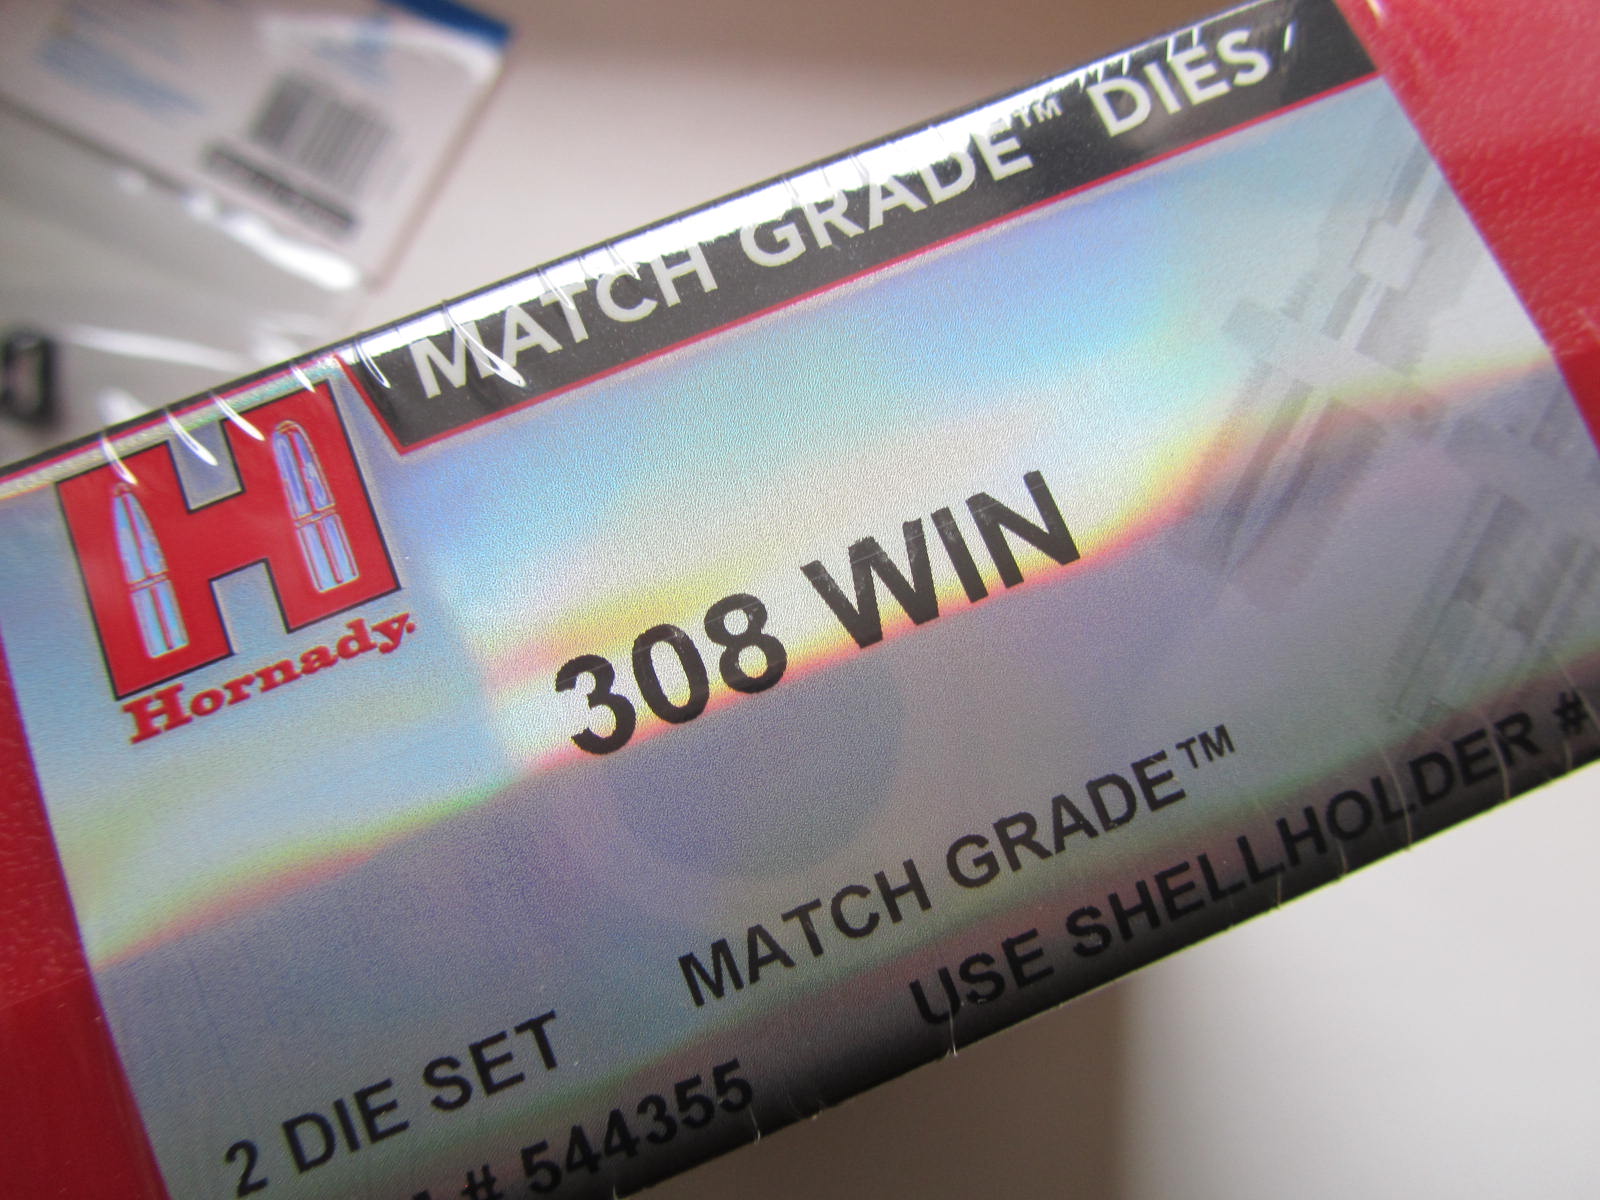 MATCH GRADE™ DIES
Hornady.
308 WIN
2 DIE SET MATCH GRADE™
# 544355 USE SHELLHOLDER #